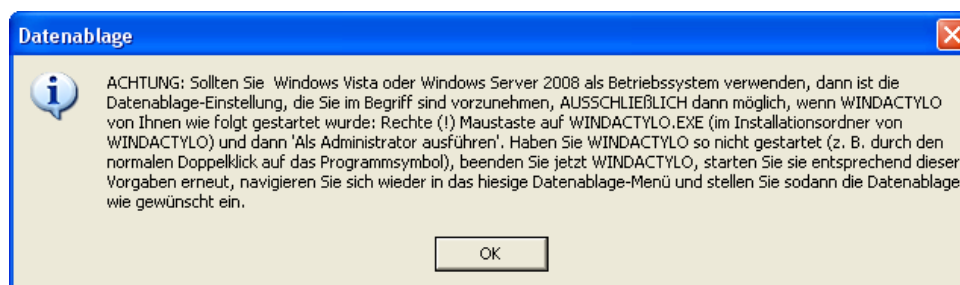 Datenablage
ACHTUNG: Sollten Sie  Windows Vista oder Windows Server 2008 als Betriebssystem verwenden, dann ist die
Datenablage-Einstellung, die Sie im Begriff sind vorzunehmen, AUSSCHLIEßLICH dann möglich, wenn WINDACTYLO
von Ihnen wie folgt gestartet wurde: Rechte (!) Maustaste auf WINDACTYLO.EXE (im Installationsordner von
WINDACTYLO) und dann 'Als Administrator ausführen'. Haben Sie WINDACTYLO so nicht gestartet (z. B. durch den
normalen Doppelklick auf das Programmsymbol), beenden Sie jetzt WINDACTYLO, starten Sie sie entsprechend dieser
Vorgaben erneut, navigieren Sie sich wieder in das hiesige Datenablage-Menü und stellen Sie sodann die Datenablage
wie gewünscht ein.
OK